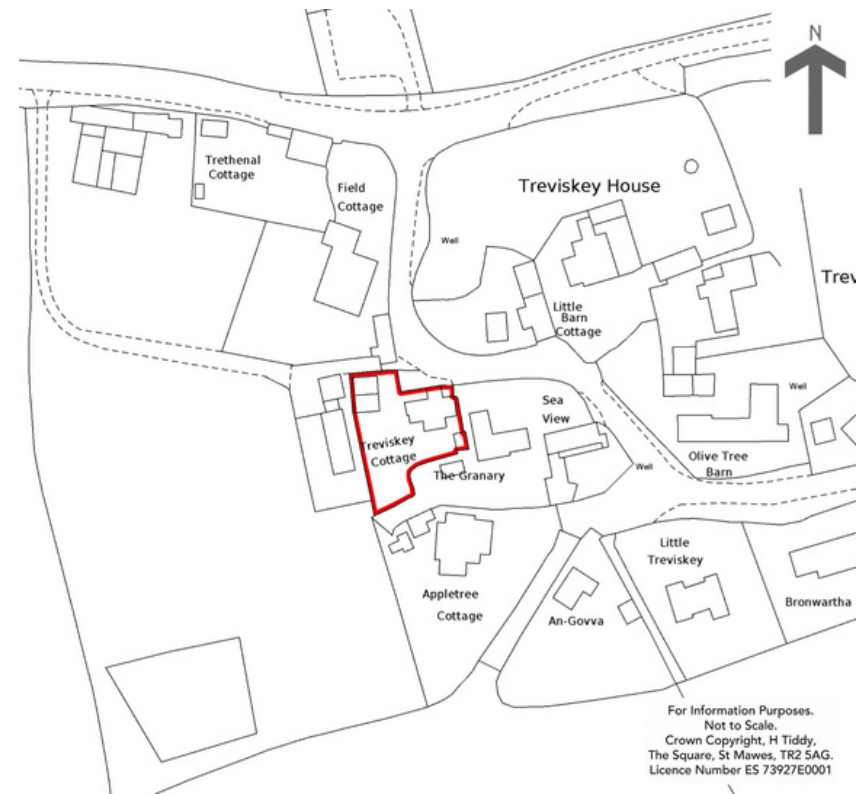 N
Trethenal
Cottage
Field
Cottage
Treviskey House
Well
Trev
Little
Barn
Cottage
Well
Sea
View
Treviskey
Cottage
The Granary
Olive Tree
Barn
Well
Little
Treviskey
Appletree
Cottage
An-Govva
Bronwartha
For Information Purposes.
Not to Scale.
Crown Copyright, H Tiddy,
The Square, St Mawes, TR2 5AG.
Licence Number ES 73927E0001